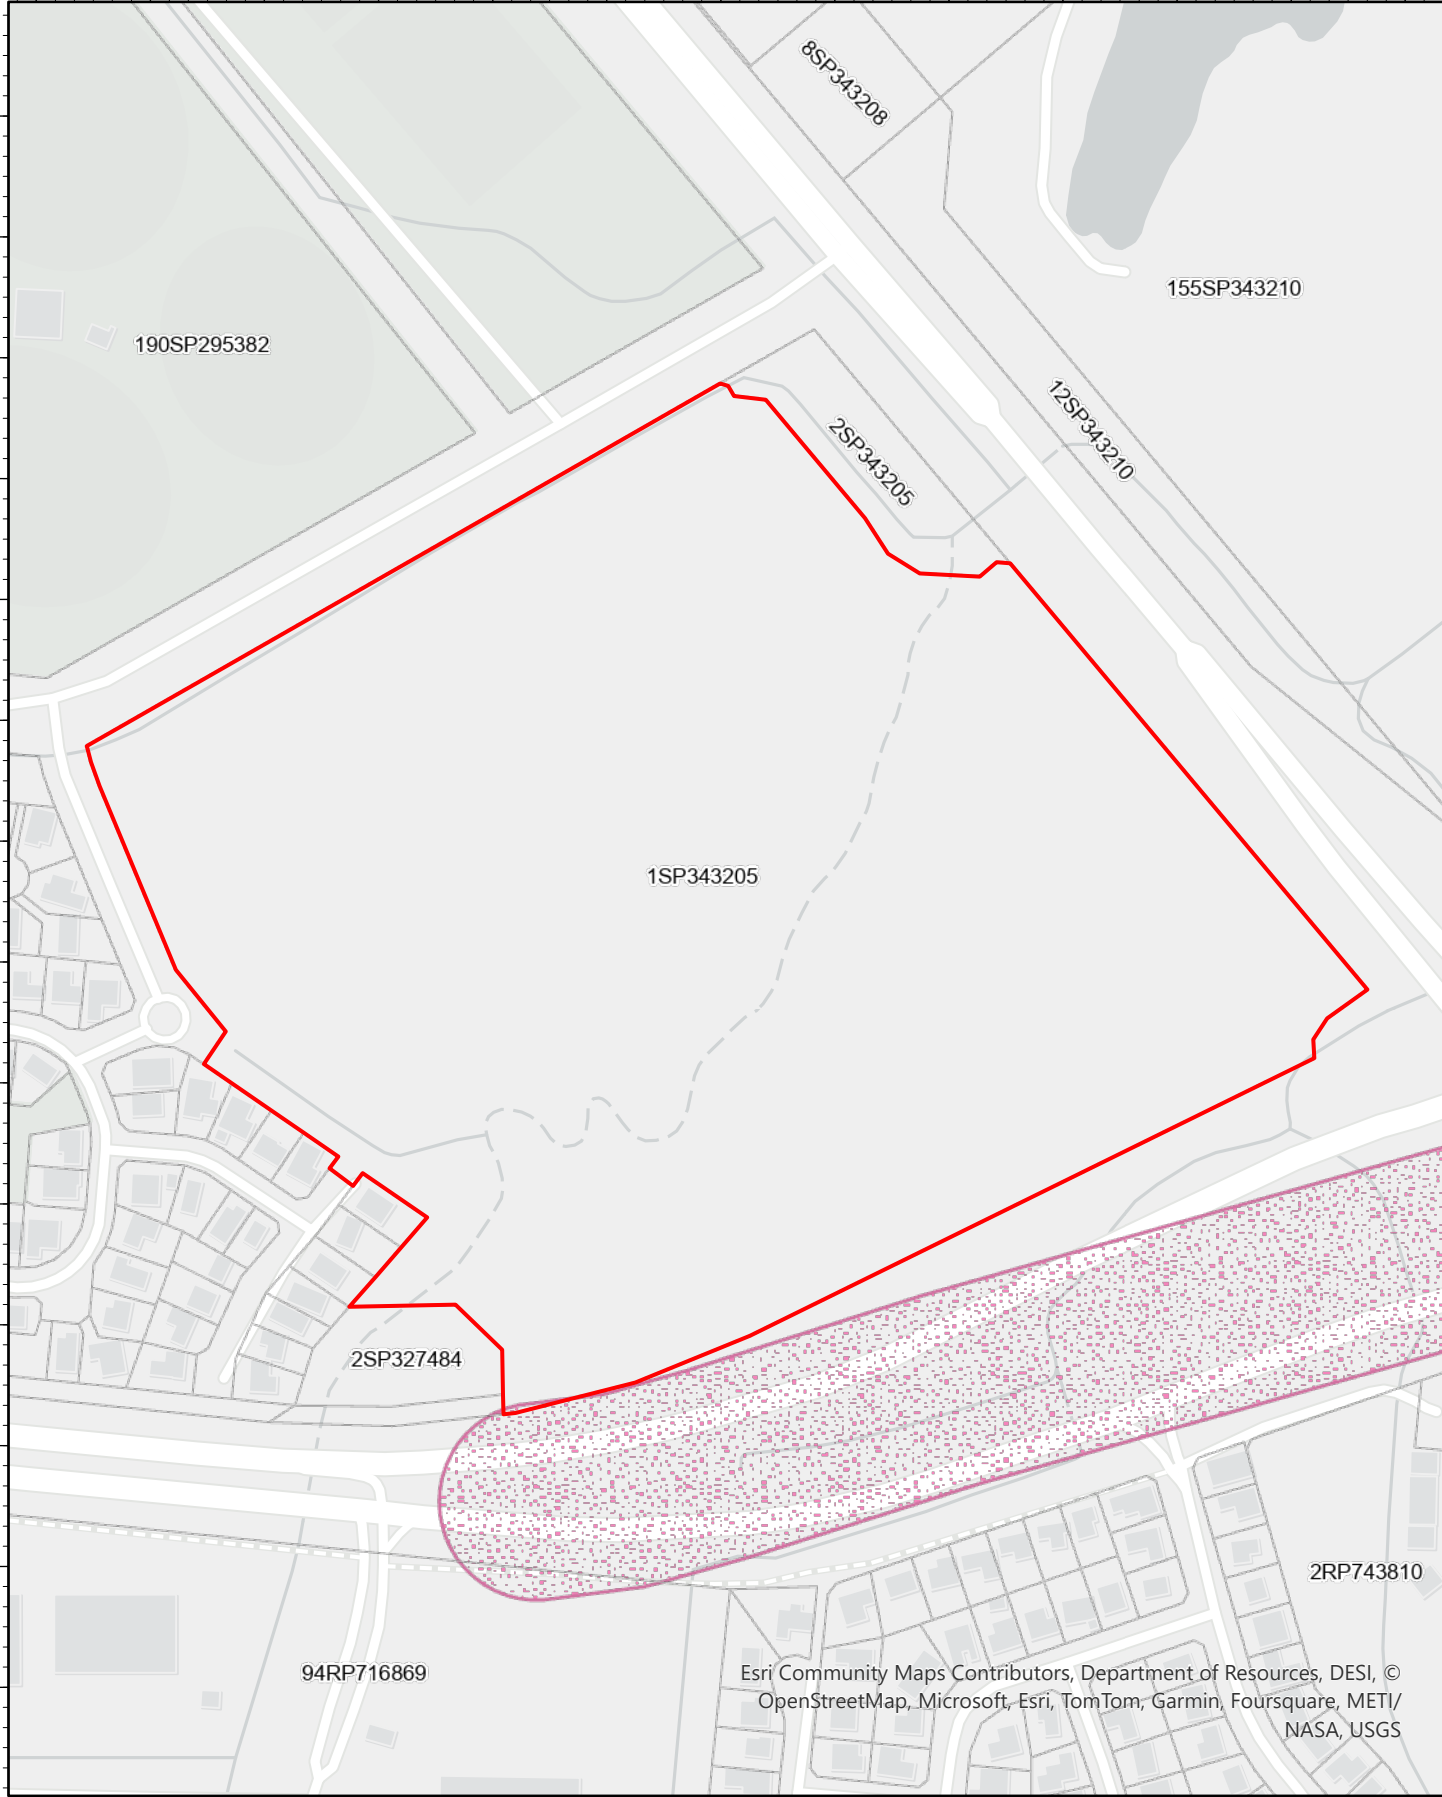 8SP343208
155SP343210
190SP295382
12SP343210
2SP343205
1SP343205
2SP327484
2RP743810
94RP716869
Esri Community Maps Contributors, Department of Resources, DESI, ©
OpenStreetMap, Microsoft, Esri, TomTom, Garmin, Foursquare, METI/
NASA, USGS